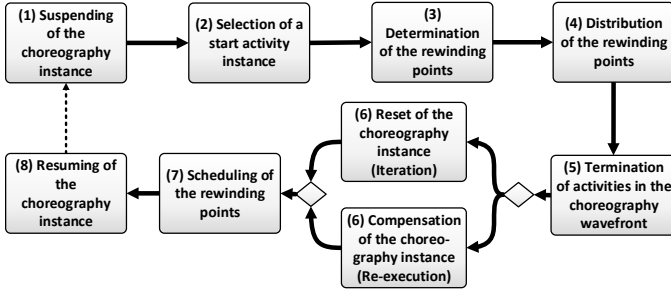 (1) Suspending
of the
choreography
instance
(2) Selection of a
start activity
instance
(3)
Determination of
the rewinding
points
(4) Distribution
of the rewinding
points
(5) Termination
of activities in the
choreography
wavefront
(6) Reset of the
choreography
instance
(Iteration)
(6) Compensation
of the choreo-
graphy instance
(Re-execution)
(7) Scheduling of
the rewinding
points
(8) Resuming of
the
choreography
instance